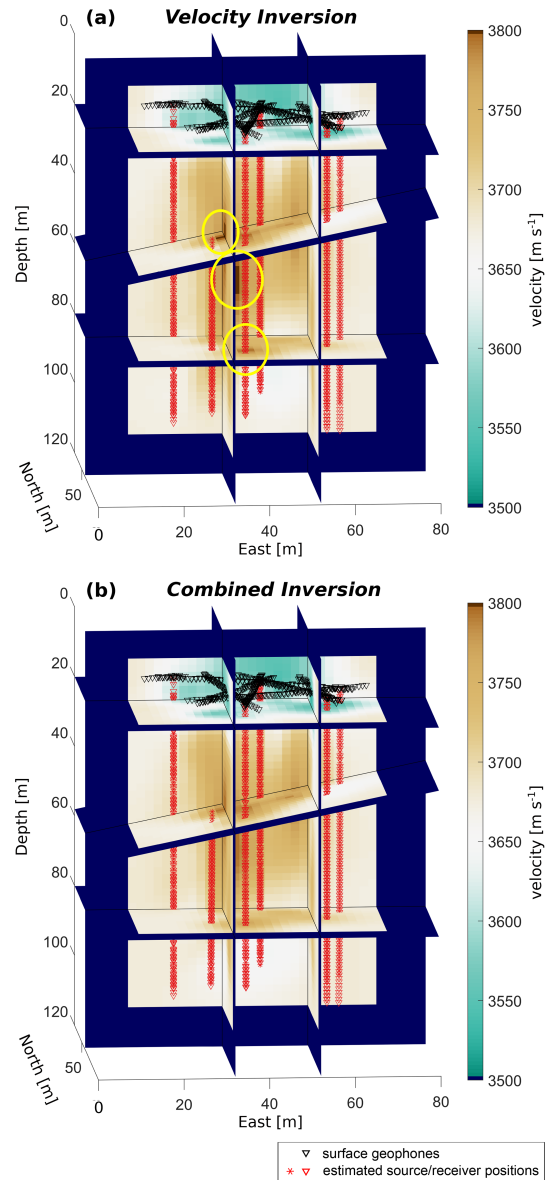 (a) Velocity Inversion
0
20
40
60
80
100
120
Depth [m]
North [m]
50
0
0 20 40 60 80
East [m]
3800
3750
3700
3650
3600
3550
3500
velocity [m s⁻¹]
(b) Combined Inversion
0
20
40
60
80
100
120
Depth [m]
North [m]
50
0
0 20 40 60 80
East [m]
3800
3750
3700
3650
3600
3550
3500
velocity [m s⁻¹]
surface geophones
estimated source/receiver positions